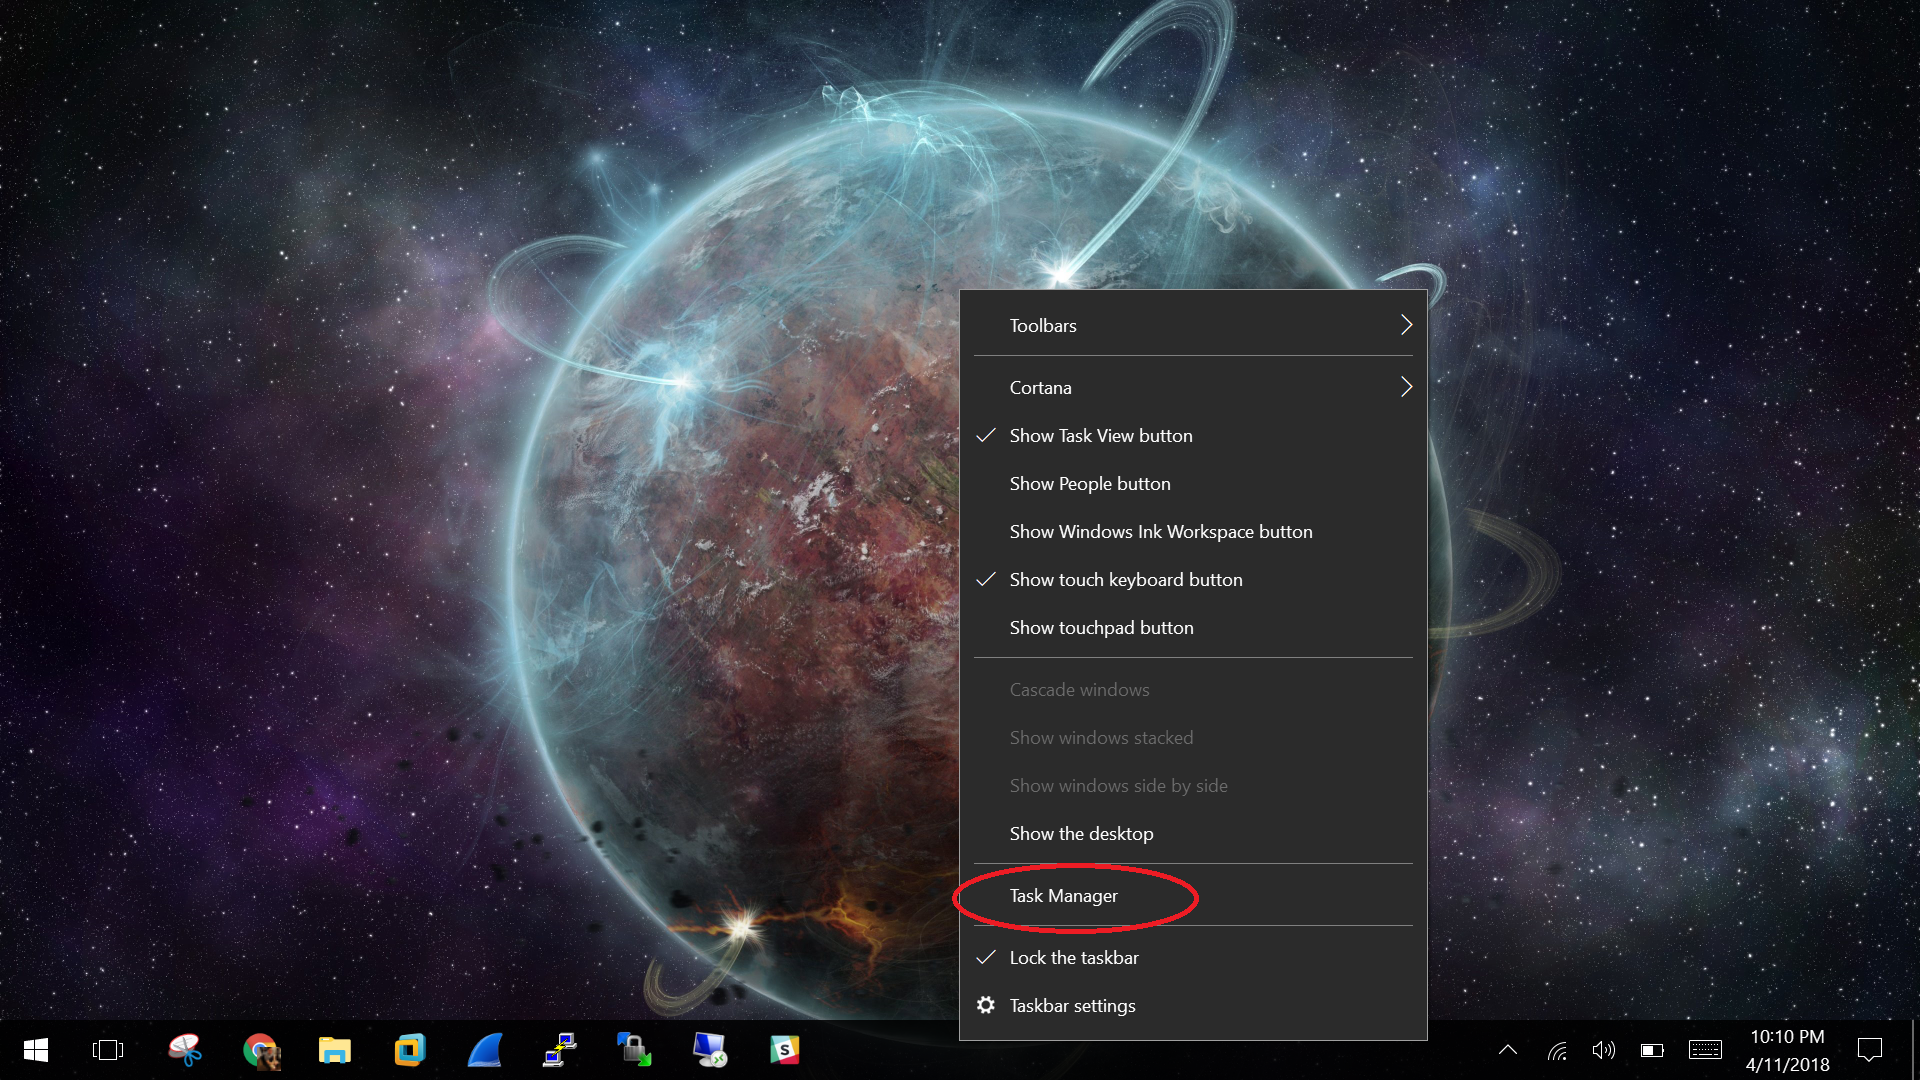 Toolbars
Cortana
Show Task View button
Show People button
Show Windows Ink Workspace button
Show touch keyboard button
Show touchpad button
Cascade windows
Show windows stacked
Show windows side by side
Show the desktop
Task Manager
Lock the taskbar
Taskbar settings
S
10:10 PM
4/11/2018